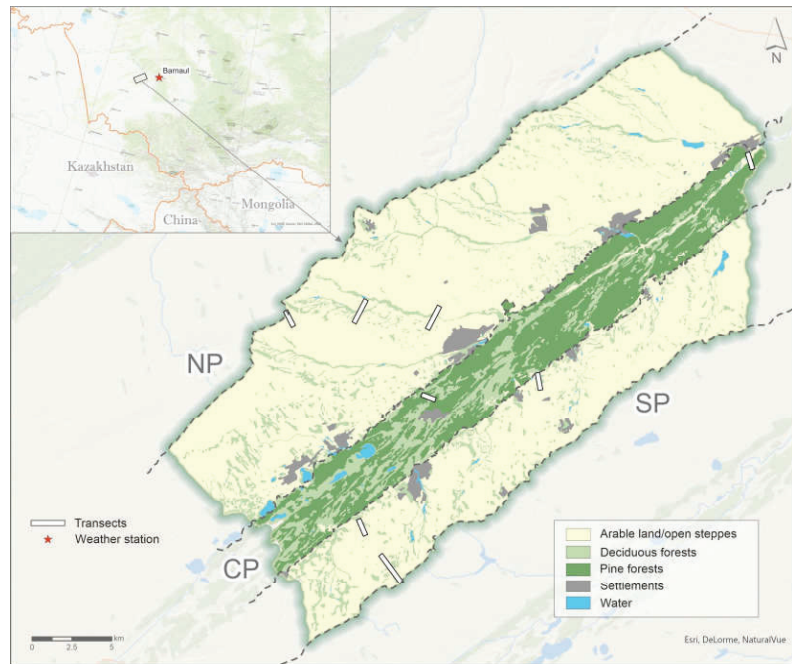 Barnaul
Kazakhstan
Mongolia
China
N
NP
SP
CP
Transects
Weather station
Arable land/open steppes
Deciduous forests
Pine forests
Settlements
Water
0 2.5 5 km
Esri, DeLorme, NaturalVue